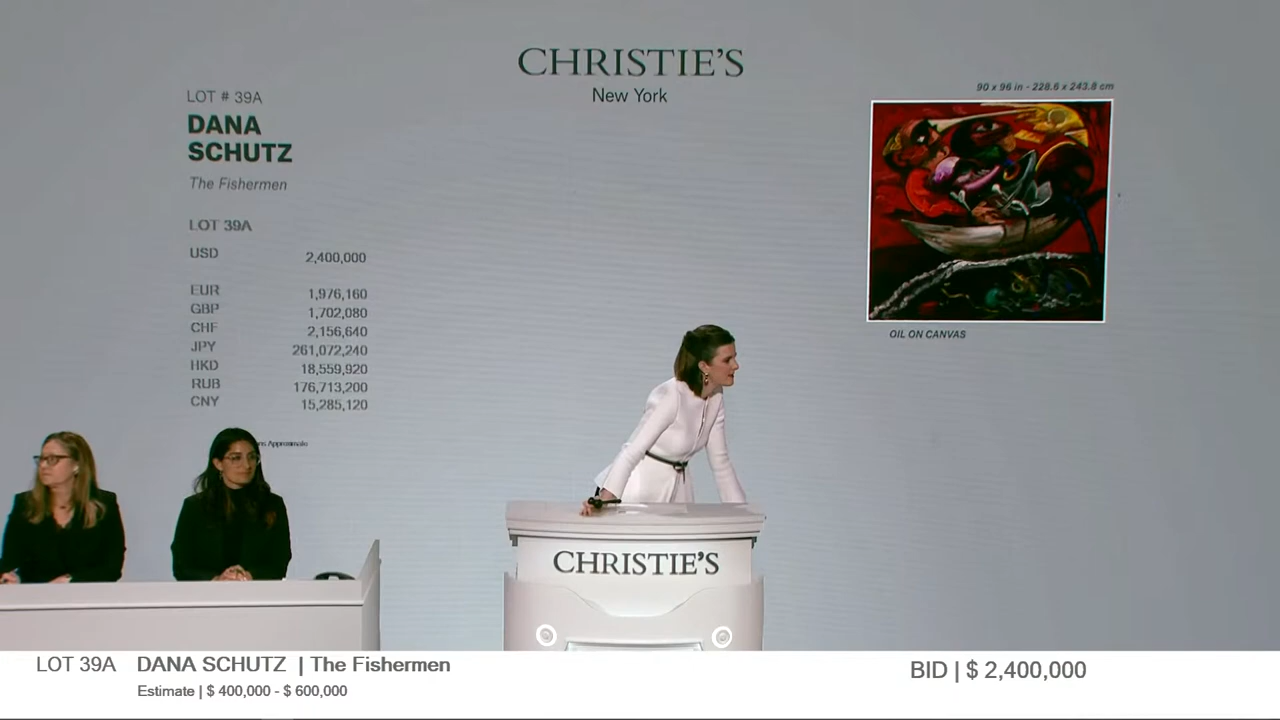 CHRISTIE'S
New York
LOT # 39A
DANA
SCHUTZ
The Fishermen
LOT 39A
USD 2,400,000
EUR 1,976,160
GBP 1,702,080
CHF 2,156,640
JPY 261,072,240
HKD 18,559,920
RUB 176,713,200
CNY 15,285,120
Approximate
90 x 96 in - 228.6 x 243.8 cm
OIL ON CANVAS
CHRISTIE'S
LOT 39A DANA SCHUTZ | The Fishermen
Estimate | $ 400,000 - $ 600,000
BID | $ 2,400,000